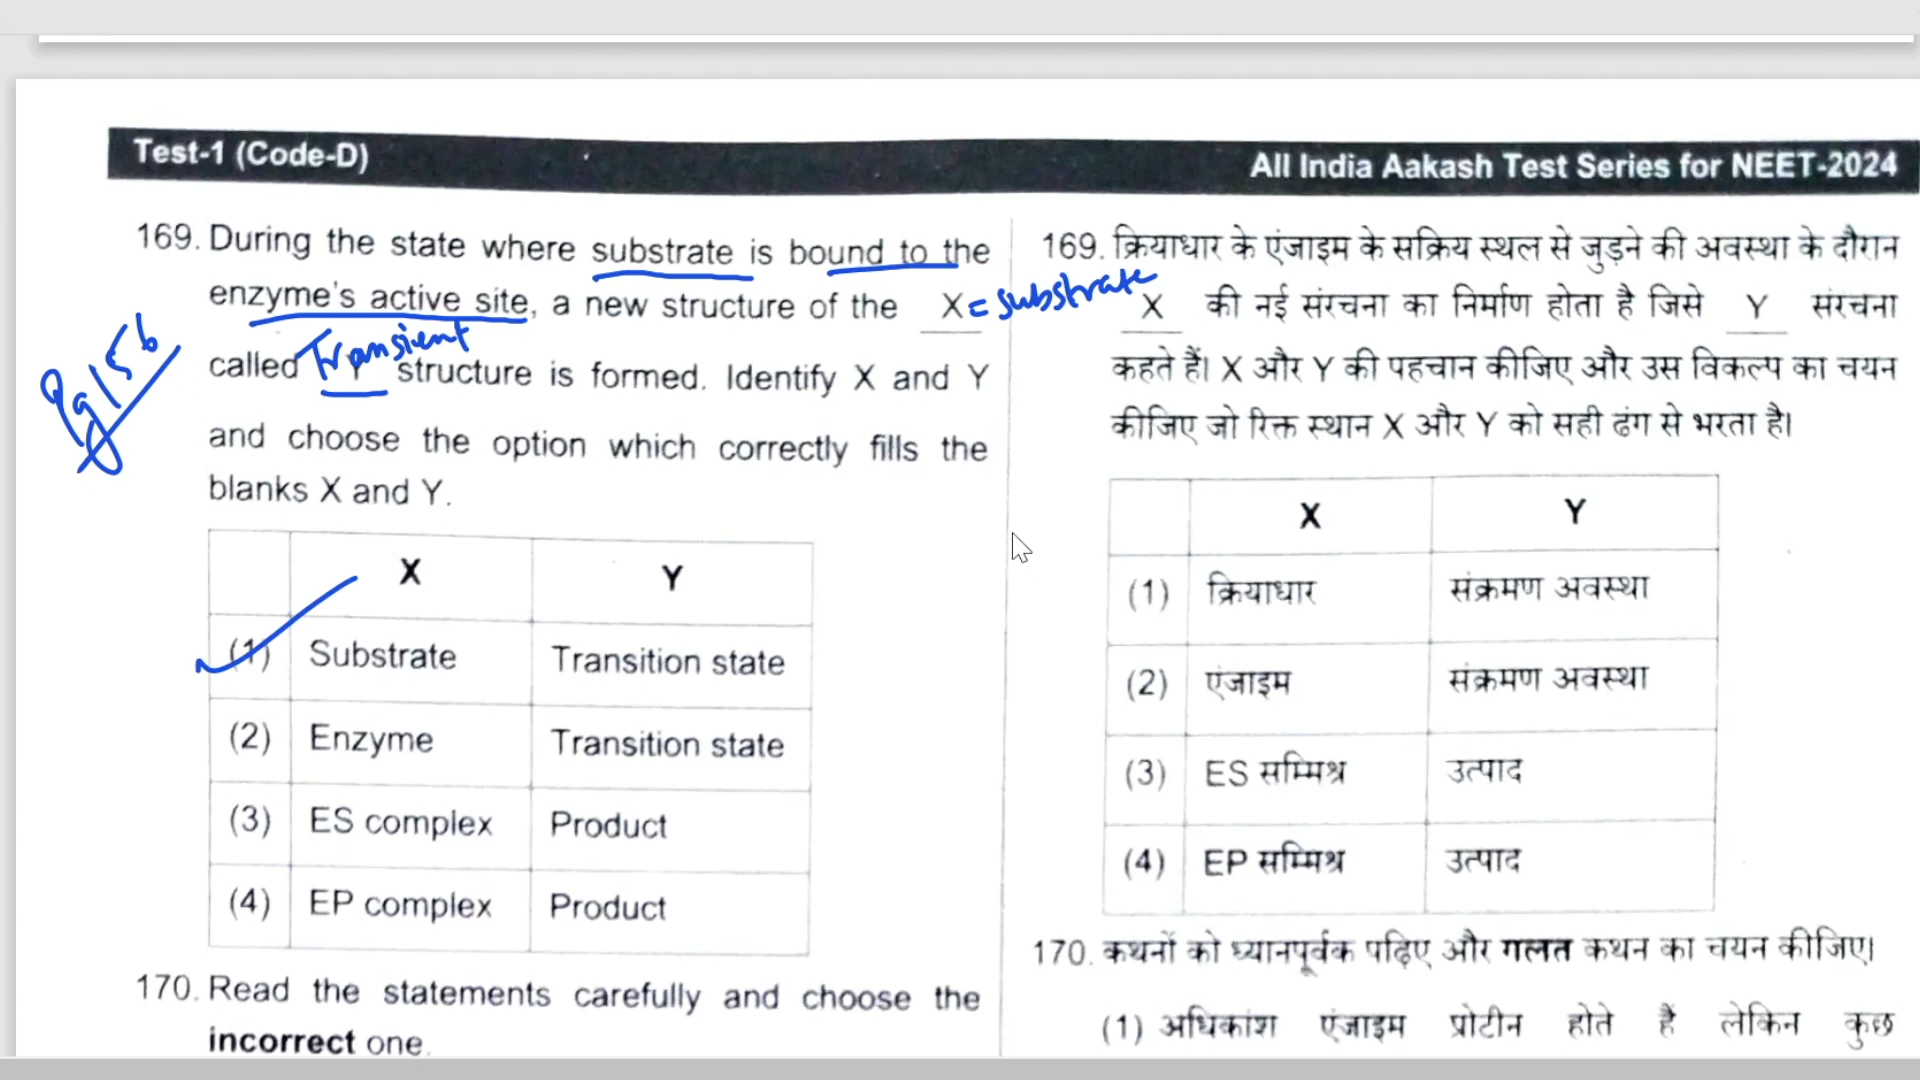 Test-1 (Code-D)
All India Aakash Test Series for NEET-2024
169. During the state where substrate is bound to the
enzyme's active site, a new structure of the X = substrate
called Y Transient structure is formed. Identify X and Y
and choose the option which correctly fills the
blanks X and Y.
Pg 156
X Y
(1) Substrate Transition state
(2) Enzyme Transition state
(3) ES complex Product
(4) EP complex Product
170. Read the statements carefully and choose the
incorrect one.
169. क्रियाधार के एंजाइम के सक्रिय स्थल से जुड़ने की अवस्था के दौरान
X की नई संरचना का निर्माण होता है जिसे Y संरचना
कहते हैं। X और Y की पहचान कीजिए और उस विकल्प का चयन
कीजिए जो रिक्त स्थान X और Y को सही ढंग से भरता है।
X Y
(1) क्रियाधार संक्रमण अवस्था
(2) एंजाइम संक्रमण अवस्था
(3) ES सम्मिश्र उत्पाद
(4) EP सम्मिश्र उत्पाद
170. कथनों को ध्यानपूर्वक पढ़िए और गलत कथन का चयन कीजिए।
(1) अधिकांश एंजाइम प्रोटीन होते हैं लेकिन कुछ